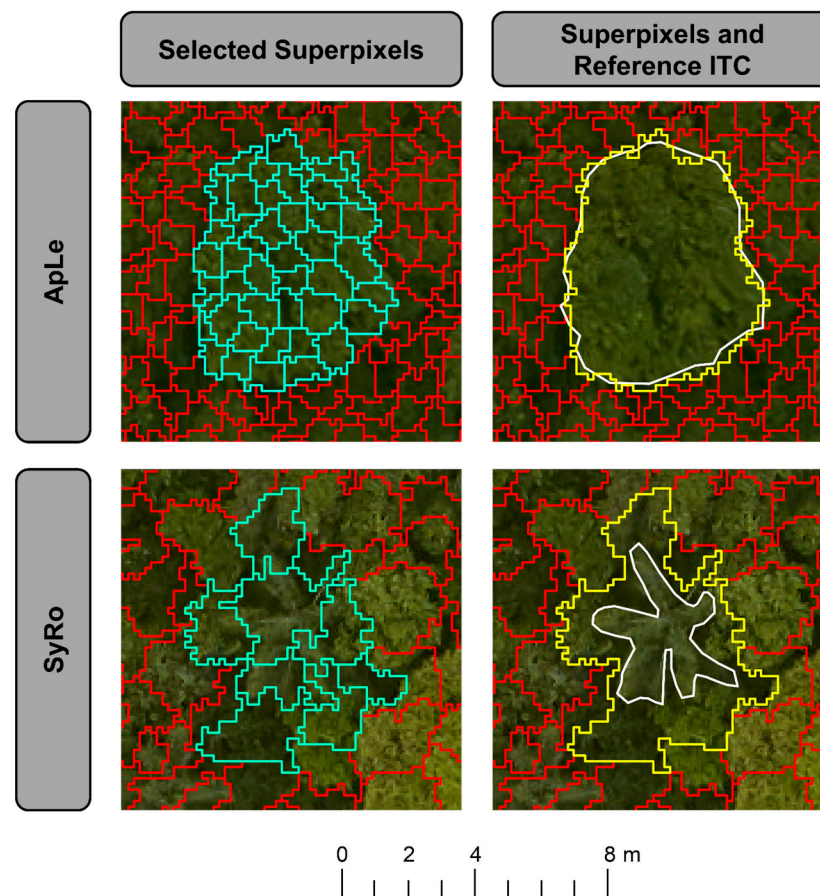 Selected Superpixels
Superpixels and
Reference ITC
ApLe
SyRo
0 2 4 8 m